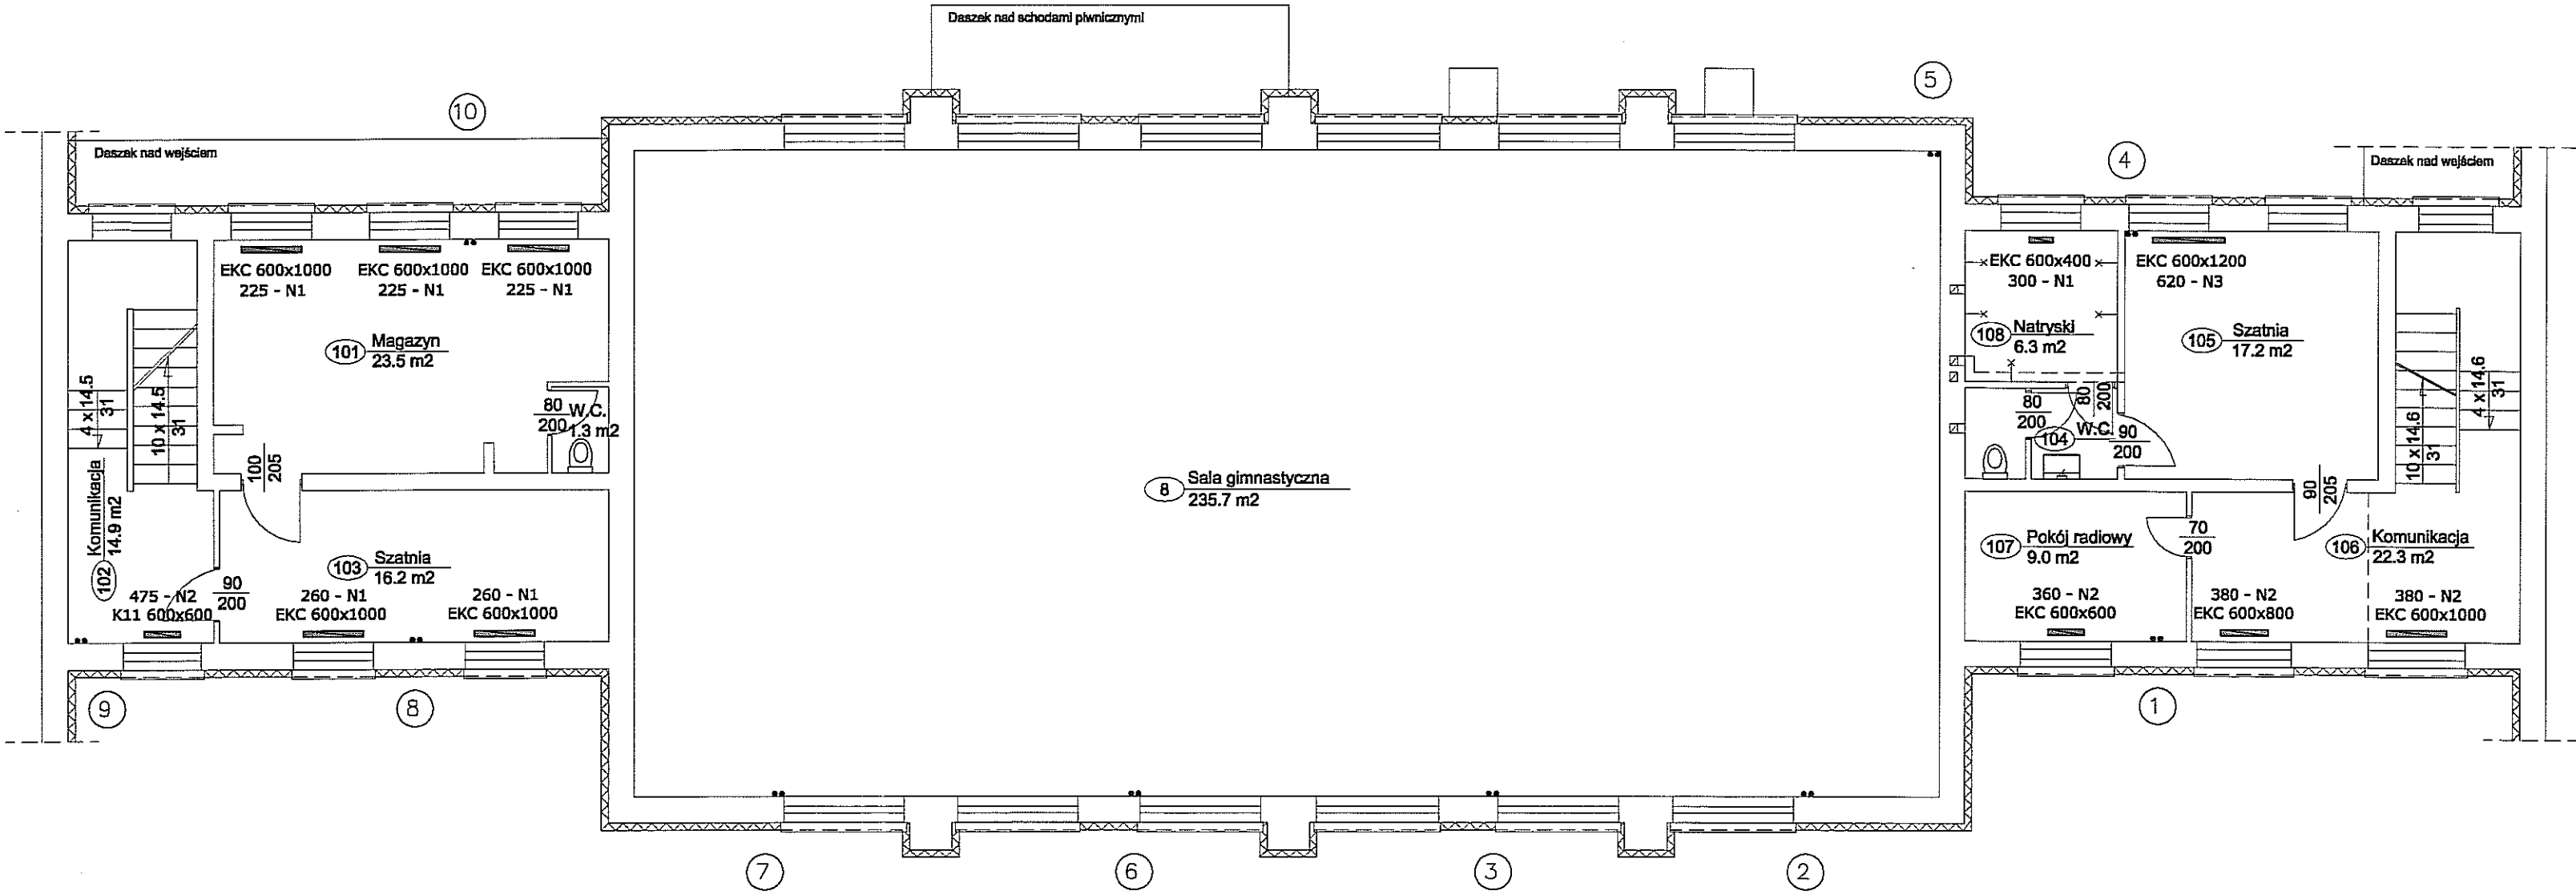 Daszek nad schodami piwnicznymi
5
10
Daszek nad wejściem
4
Daszek nad wejściem
EKC 600x1000
225 - N1
EKC 600x1000
225 - N1
EKC 600x1000
225 - N1
EKC 600x400
300 - N1
EKC 600x1200
620 - N3
101 Magazyn
23.5 m2
108 Natryski
6.3 m2
105 Szatnia
17.2 m2
4 x 14.5
31
10 x 14.5
31
80
200
W.C.
1.3 m2
80
200
80
200
104 W.C.
90
200
10 x 14.6
31
4 x 14.6
31
100
205
8 Sala gimnastyczna
235.7 m2
90
205
102 Komunikacja
14.9 m2
103 Szatnia
16.2 m2
90
200
475 - N2
K11 600x600
260 - N1
EKC 600x1000
260 - N1
EKC 600x1000
107 Pokój radiowy
9.0 m2
70
200
106 Komunikacja
22.3 m2
360 - N2
EKC 600x600
380 - N2
EKC 600x800
380 - N2
EKC 600x1000
9
8
1
7
6
3
2